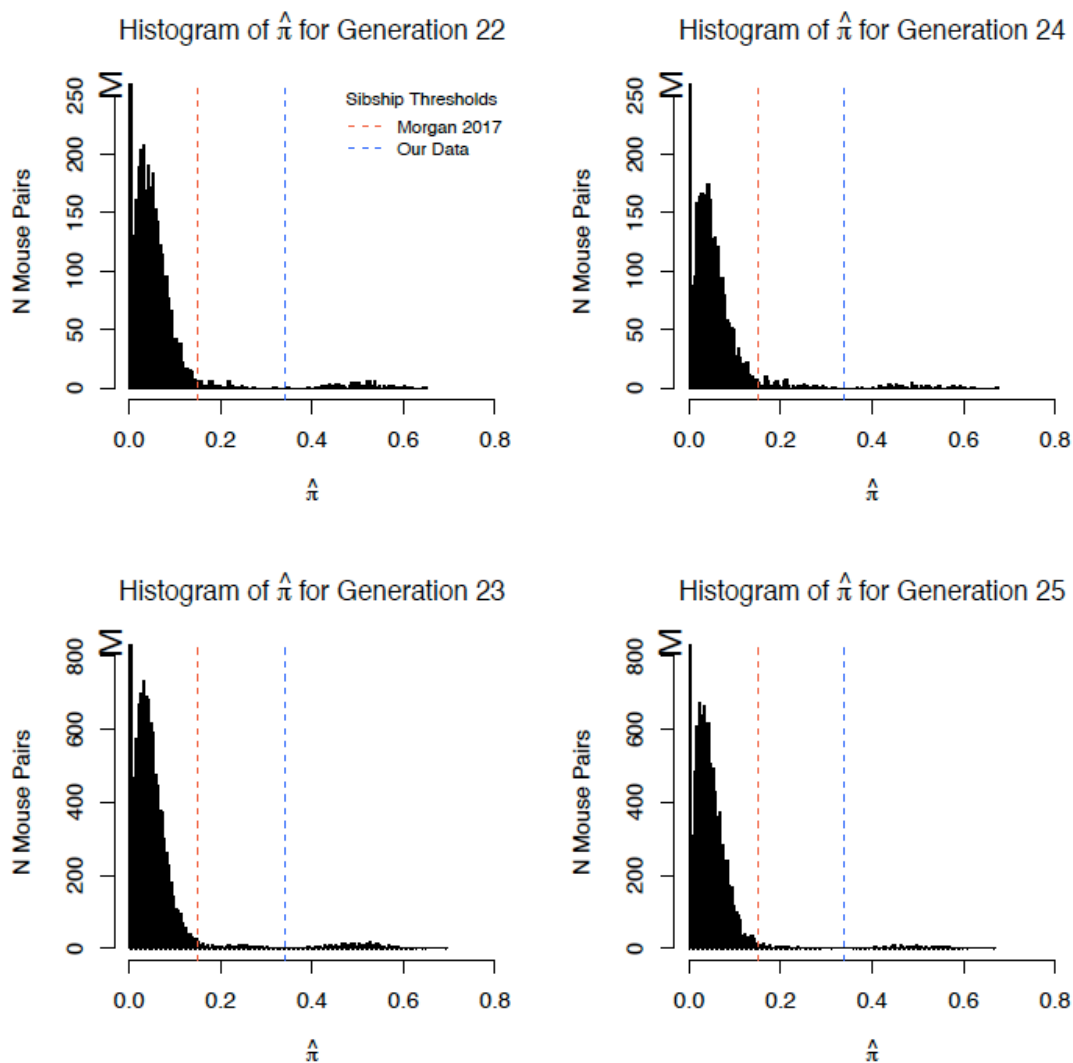 Histogram of π̂ for Generation 22
M
250
200
150
100
50
0
N Mouse Pairs
Sibship Thresholds
Morgan 2017
Our Data
0.0 0.2 0.4 0.6 0.8
π̂
Histogram of π̂ for Generation 24
M
250
200
150
100
50
0
N Mouse Pairs
0.0 0.2 0.4 0.6 0.8
π̂
Histogram of π̂ for Generation 23
M
800
600
400
200
0
N Mouse Pairs
0.0 0.2 0.4 0.6 0.8
π̂
Histogram of π̂ for Generation 25
M
800
600
400
200
0
N Mouse Pairs
0.0 0.2 0.4 0.6 0.8
π̂